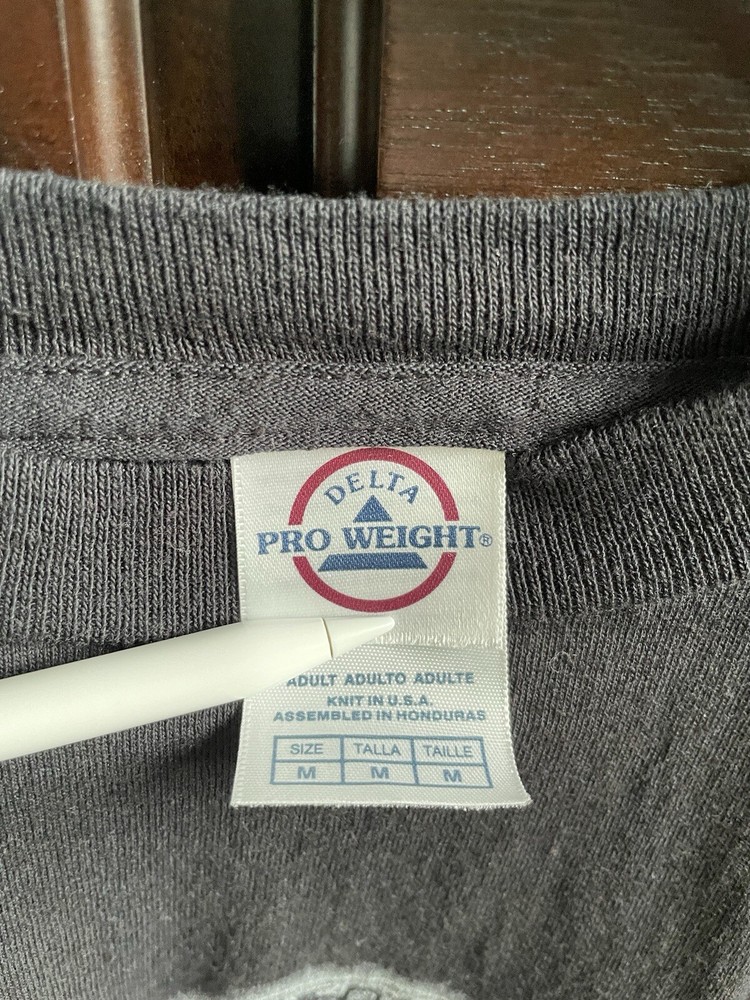 DELTA
PRO WEIGHT®
ADULT ADULTO ADULTE
KNIT IN U.S.A.
ASSEMBLED IN HONDURAS
SIZE TALLA TAILLE
M M M